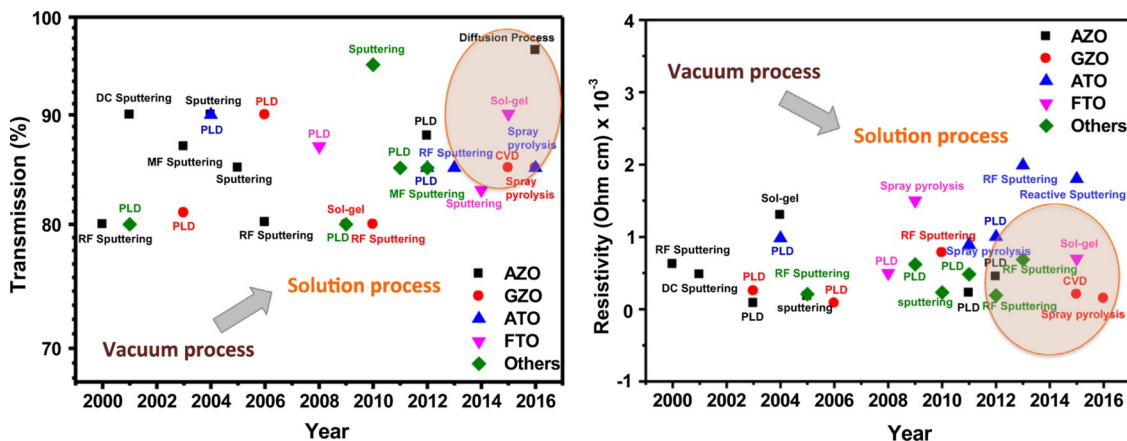 100
90
80
70
Transmission (%)
Diffusion Process
Sputtering
DC Sputtering
Sputtering
PLD
PLD
Sol-gel
PLD
PLD
PLD
MF Sputtering
Sputtering
PLD
RF Sputtering
CVD
Spray
pyrolysis
PLD
MF Sputtering
Spray
pyrolysis
Sputtering
PLD
RF Sputtering
PLD
RF Sputtering
Sol-gel
PLD
RF Sputtering
Solution process
Vacuum process
AZO
GZO
ATO
FTO
Others
2000 2002 2004 2006 2008 2010 2012 2014 2016
Year
4
3
2
1
0
-1
Resistivity (Ohm cm) x 10-3
AZO
GZO
ATO
FTO
Others
Vacuum process
Solution process
RF Sputtering
Reactive Sputtering
Spray pyrolysis
Sol-gel
PLD
RF Sputtering
PLD
Sol-gel
RF Sputtering
PLD
Spray pyrolysis
PLD
RF Sputtering
DC Sputtering
PLD
RF Sputtering
PLD
PLD
PLD
PLD
CVD
PLD
sputtering
sputtering
PLD
RF Sputtering
Spray pyrolysis
2000 2002 2004 2006 2008 2010 2012 2014 2016
Year